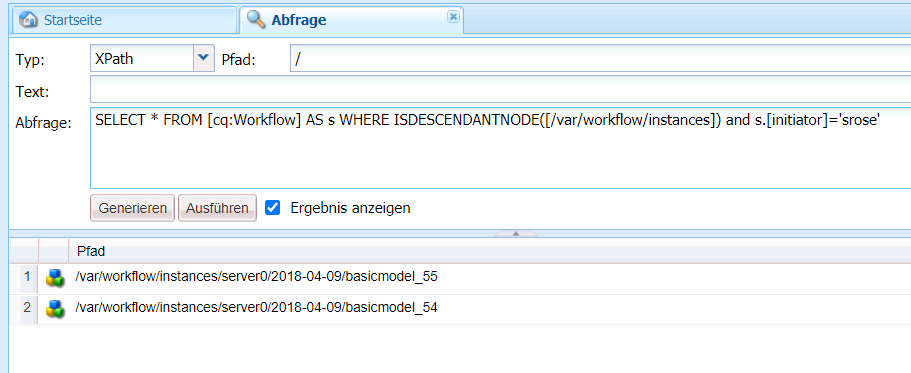 Startseite Abfrage
Typ: XPath Pfad: /
Text:
Abfrage: SELECT * FROM [cq:Workflow] AS s WHERE ISDESCENDANTNODE([/var/workflow/instances]) and s.[initiator]='srose'
Generieren Ausführen Ergebnis anzeigen
Pfad
1 /var/workflow/instances/server0/2018-04-09/basicmodel_55
2 /var/workflow/instances/server0/2018-04-09/basicmodel_54